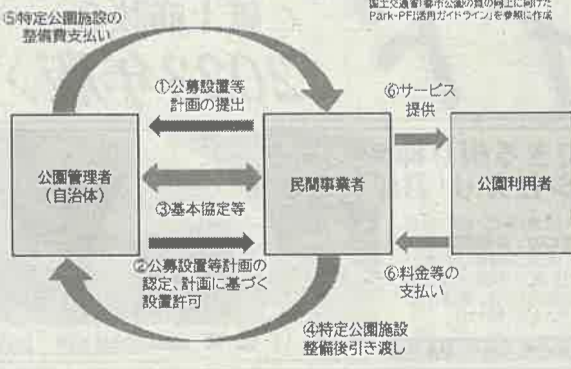 国土交通省「都市公園の質の向上に向けた
Park-PFI活用ガイドライン」を参照に作成
⑤特定公園施設の
整備費支払い
①公募設置等
計画の提出
⑥サービス
提供
公園管理者
(自治体)
民間事業者
公園利用者
③基本協定等
②公募設置等計画の
認定、計画に基づく
設置許可
⑥料金等の
支払い
④特定公園施設
整備後引き渡し